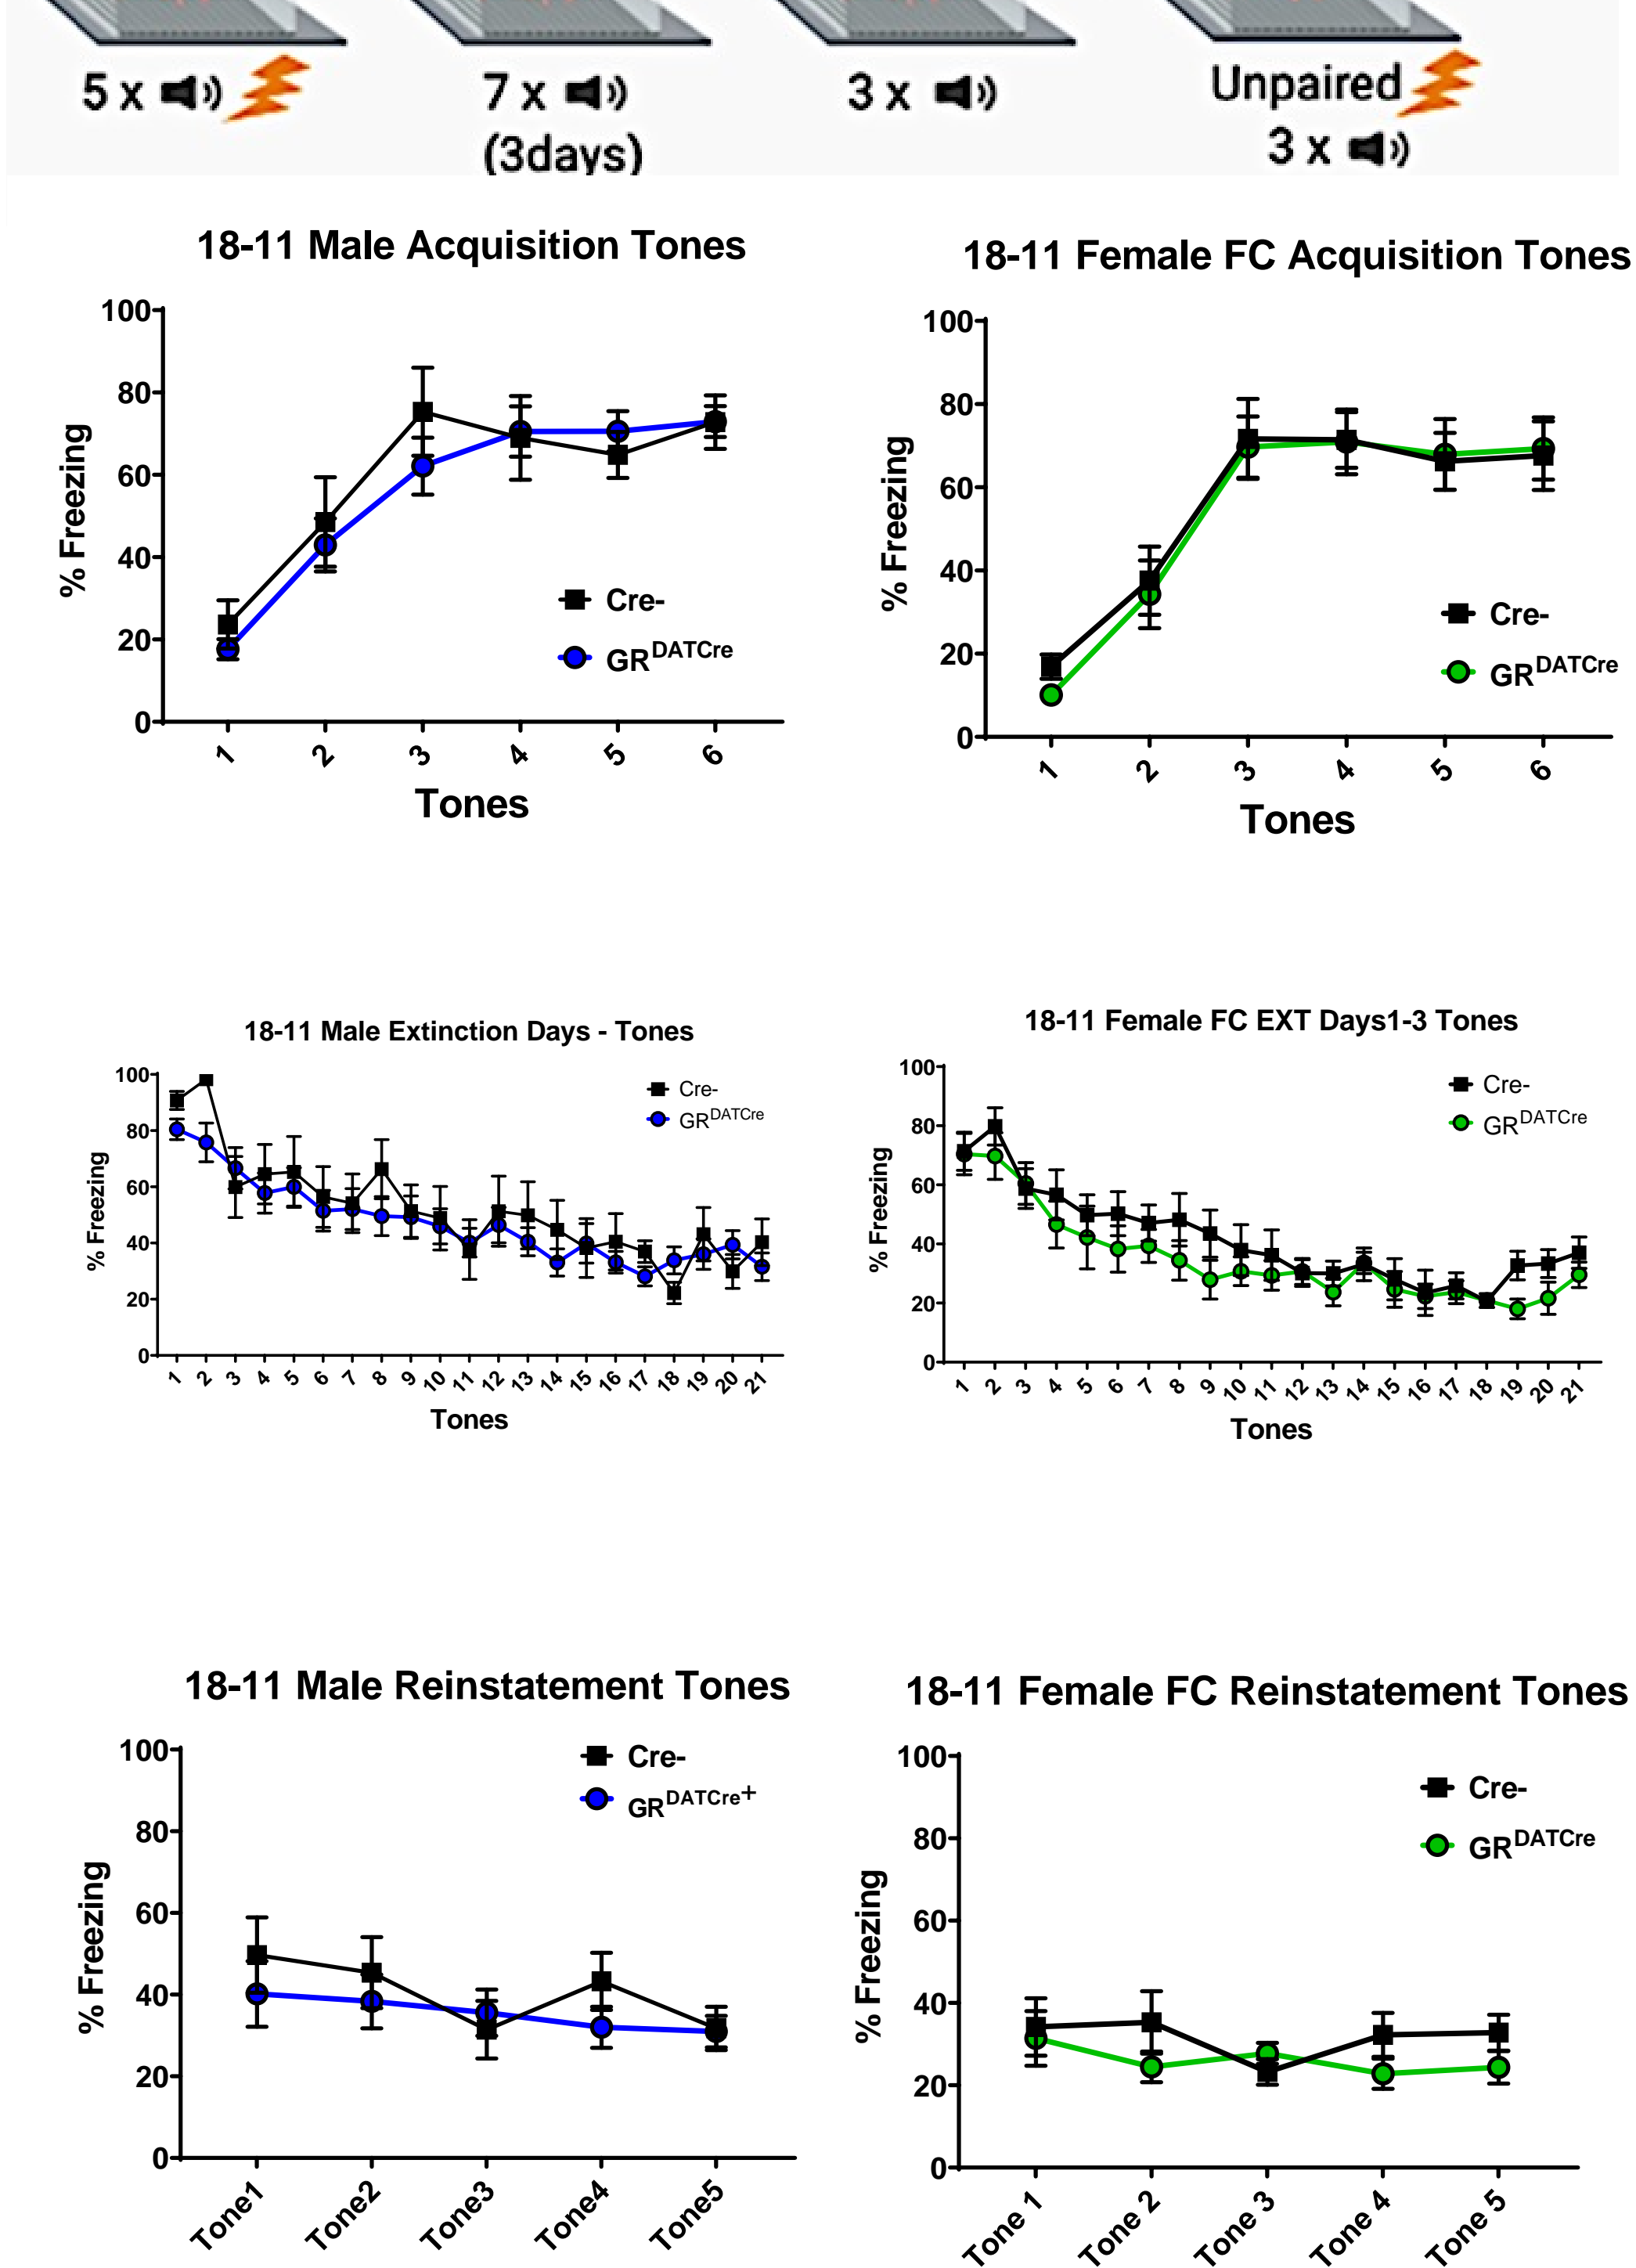 5 x
7 x
(3days)
3 x
Unpaired
3 x
18-11 Male Acquisition Tones
100
80
60
40
20
0
% Freezing
Cre-
GR DATCre
1 2 3 4 5 6
Tones
18-11 Female FC Acquisition Tones
100
80
60
40
20
0
% Freezing
Cre-
GR DATCre
1 2 3 4 5 6
Tones
18-11 Male Extinction Days - Tones
100
80
60
40
20
0
% Freezing
Cre-
GR DATCre
1 2 3 4 5 6 7 8 9 10 11 12 13 14 15 16 17 18 19 20 21
Tones
18-11 Female FC EXT Days1-3 Tones
100
80
60
40
20
0
% Freezing
Cre-
GR DATCre
1 2 3 4 5 6 7 8 9 10 11 12 13 14 15 16 17 18 19 20 21
Tones
18-11 Male Reinstatement Tones
100
80
60
40
20
0
% Freezing
Cre-
GR DATCre+
Tone1 Tone2 Tone3 Tone4 Tone5
18-11 Female FC Reinstatement Tones
100
80
60
40
20
0
% Freezing
Cre-
GR DATCre
Tone 1 Tone 2 Tone 3 Tone 4 Tone 5